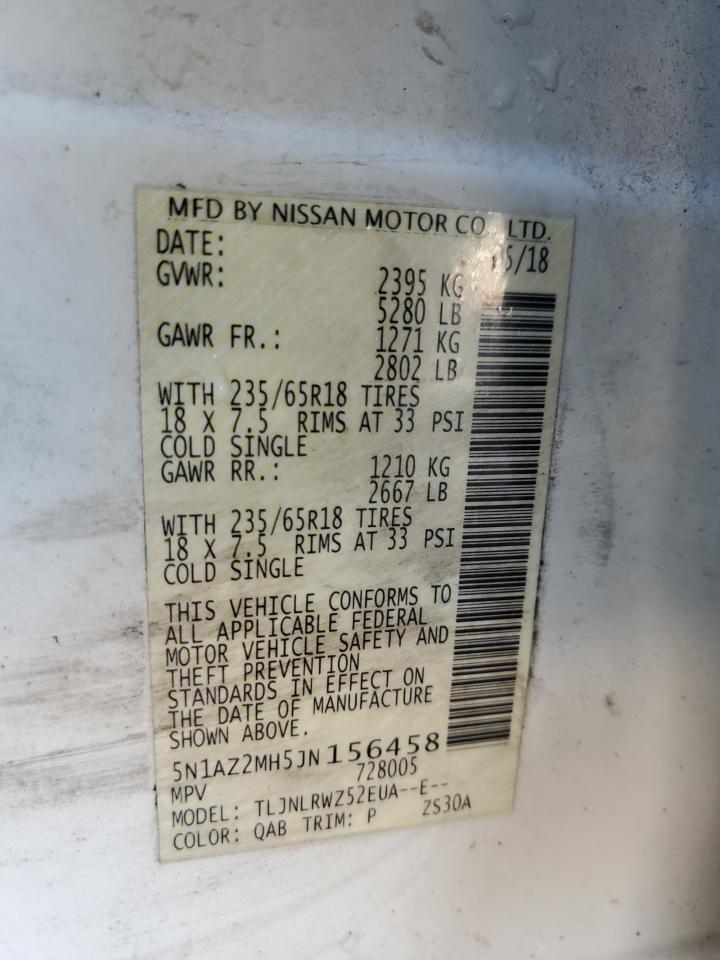 MFD BY NISSAN MOTOR CO., LTD.
DATE: 05/18
GVWR: 2395 KG
5280 LB
GAWR FR.: 1271 KG
2802 LB
WITH 235/65R18 TIRES
18 X 7.5 RIMS AT 33 PSI
COLD SINGLE
GAWR RR.: 1210 KG
2667 LB
WITH 235/65R18 TIRES
18 X 7.5 RIMS AT 33 PSI
COLD SINGLE
THIS VEHICLE CONFORMS TO
ALL APPLICABLE FEDERAL
MOTOR VEHICLE SAFETY AND
THEFT PREVENTION
STANDARDS IN EFFECT ON
THE DATE OF MANUFACTURE
SHOWN ABOVE.
5N1AZ2MH5JN156458
MPV 728005
MODEL: TLJNLRWZ52EUA--E--
COLOR: QAB TRIM: P ZS30A